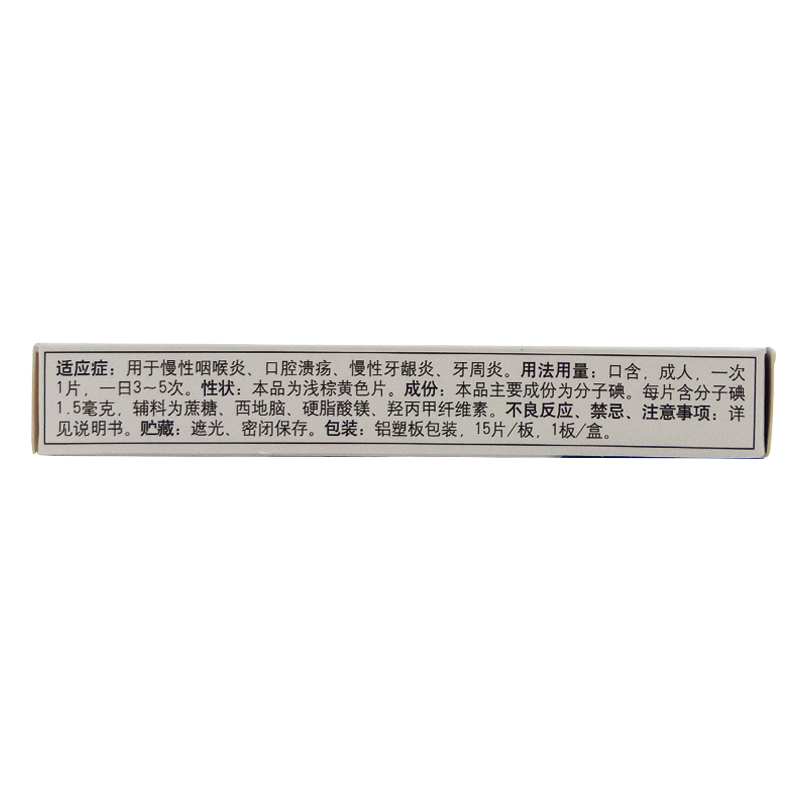 适应症：用于慢性咽喉炎、口腔溃疡、慢性牙龈炎、牙周炎。用法用量：口含，成人，一次
1片，一日3～5次。性状：本品为浅棕黄色片。成份：本品主要成份为分子碘。每片含分子碘
1.5毫克，辅料为蔗糖、西地脑、硬脂酸镁、羟丙甲纤维素。不良反应、禁忌、注意事项：详
见说明书。贮藏：遮光、密闭保存。包装：铝塑板包装，15片/板，1板/盒。